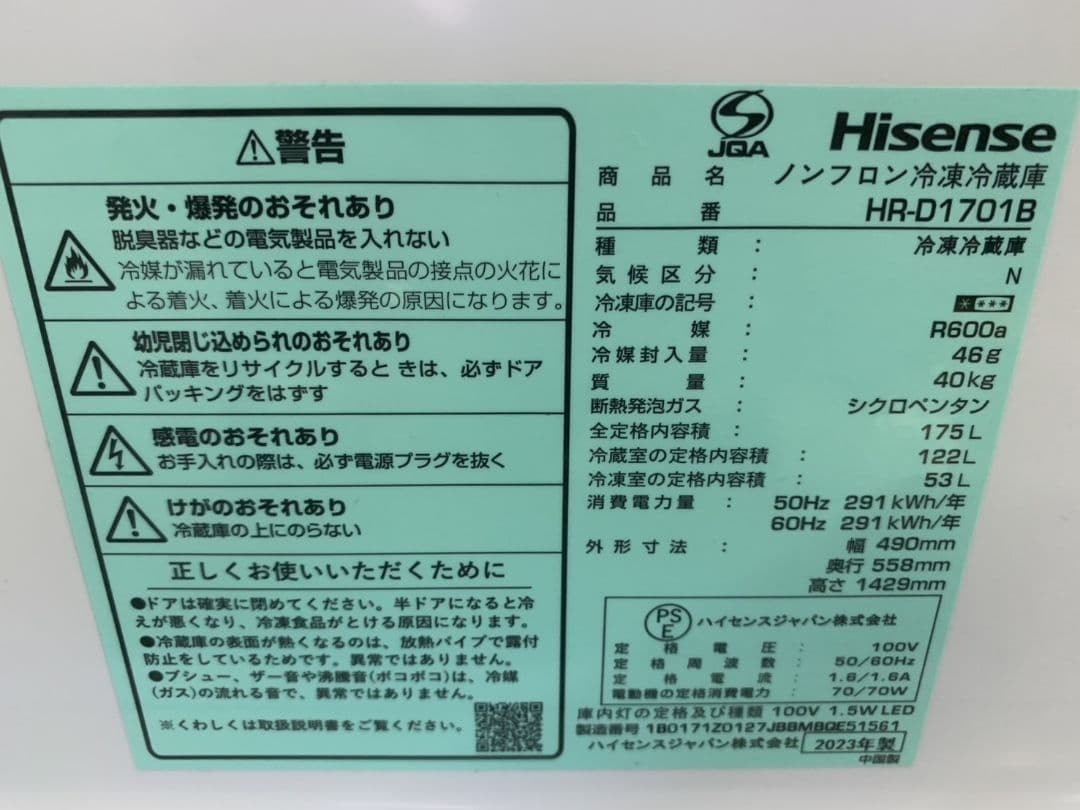 ⚠警告
発火・爆発のおそれあり
脱臭器などの電気製品を入れない
冷媒が漏れていると電気製品の接点の火花に
よる着火、着火による爆発の原因になります。
幼児閉じ込められのおそれあり
冷蔵庫をリサイクルするときは、必ずドア
パッキングをはずす
感電のおそれあり
お手入れの際は、必ず電源プラグを抜く
けがのおそれあり
冷蔵庫の上にのらない
正しくお使いいただくために
●ドアは確実に閉めてください。半ドアになると冷
えが悪くなり、冷凍食品がとける原因になります。
●冷蔵庫の表面が熱くなるのは、放熱パイプで露付
防止をしているためです。異常ではありません。
●プシュー、ザー音や沸騰音(ポコポコ)は、冷媒
(ガス)の流れる音で、異常ではありません。
※くわしくは取扱説明書をごらんください。
JQA
Hisense
商品名 ノンフロン冷凍冷蔵庫
品番 HR-D1701B
種類 : 冷凍冷蔵庫
気候区分 : N
冷凍庫の記号 : * ***
冷媒 : R600a
冷媒封入量 : 46g
質量 : 40kg
断熱発泡ガス : シクロペンタン
全定格内容積 : 175L
冷蔵室の定格内容積 : 122L
冷凍室の定格内容積 : 53L
消費電力量 : 50Hz 291kWh/年
60Hz 291kWh/年
外形寸法 : 幅 490mm
奥行 558mm
高さ 1429mm
PSE ハイセンスジャパン株式会社
定格電圧 : 100V
定格周波数 : 50/60Hz
定格電流 : 1.6/1.6A
電動機の定格消費電力 : 70/70W
庫内灯の定格及び種類 100V 1.5W LED
製造番号 1B0171Z0127JBBMBQE51561
ハイセンスジャパン株式会社 2023年製
中国製